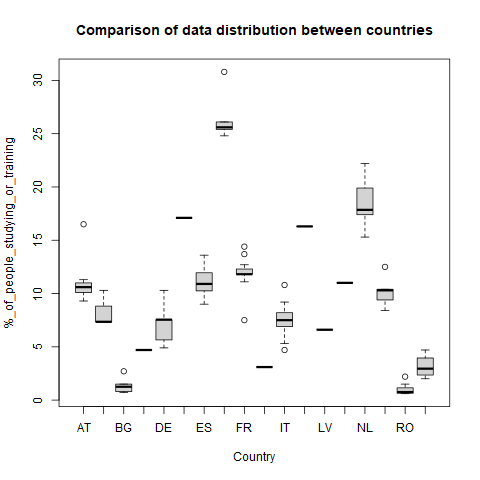 Comparison of data distribution between countries
%_of_people_studying_or_training
30
25
20
15
10
5
0
AT BG DE ES FR IT LV NL RO
Country